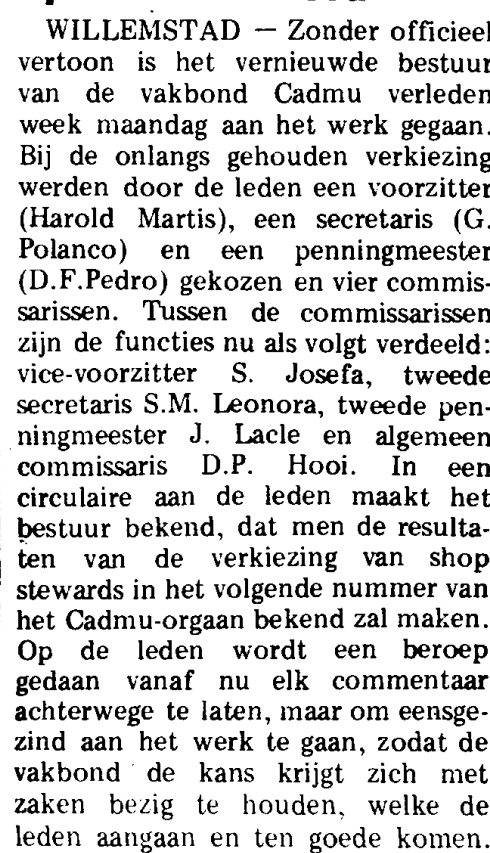 WILLEMSTAD — Zonder officieel
vertoon is het vernieuwde bestuur
van de vakbond Cadmu verleden
week maandag aan het werk gegaan.
Bij de onlangs gehouden verkiezing
werden door de leden een voorzitter
(Harold Martis), een secretaris (G.
Polanco) en een penningmeester
(D.F.Pedro) gekozen en vier commis-
sarissen. Tussen de commissarissen
zijn de functies nu als volgt verdeeld:
vice-voorzitter S. Josefa, tweede
secretaris S.M. Leonora, tweede pen-
ningmeester J. Lacle en algemeen
commissaris D.P. Hooi. In een
circulaire aan de leden maakt het
bestuur bekend, dat men de resulta-
ten van de verkiezing van shop
stewards in het volgende nummer van
het Cadmu-orgaan bekend zal maken.
Op de leden wordt een beroep
gedaan vanaf nu elk commentaar
achterwege te laten, maar om eensge-
zind aan het werk te gaan, zodat de
vakbond de kans krijgt zich met
zaken bezig te houden, welke de
leden aangaan en ten goede komen.